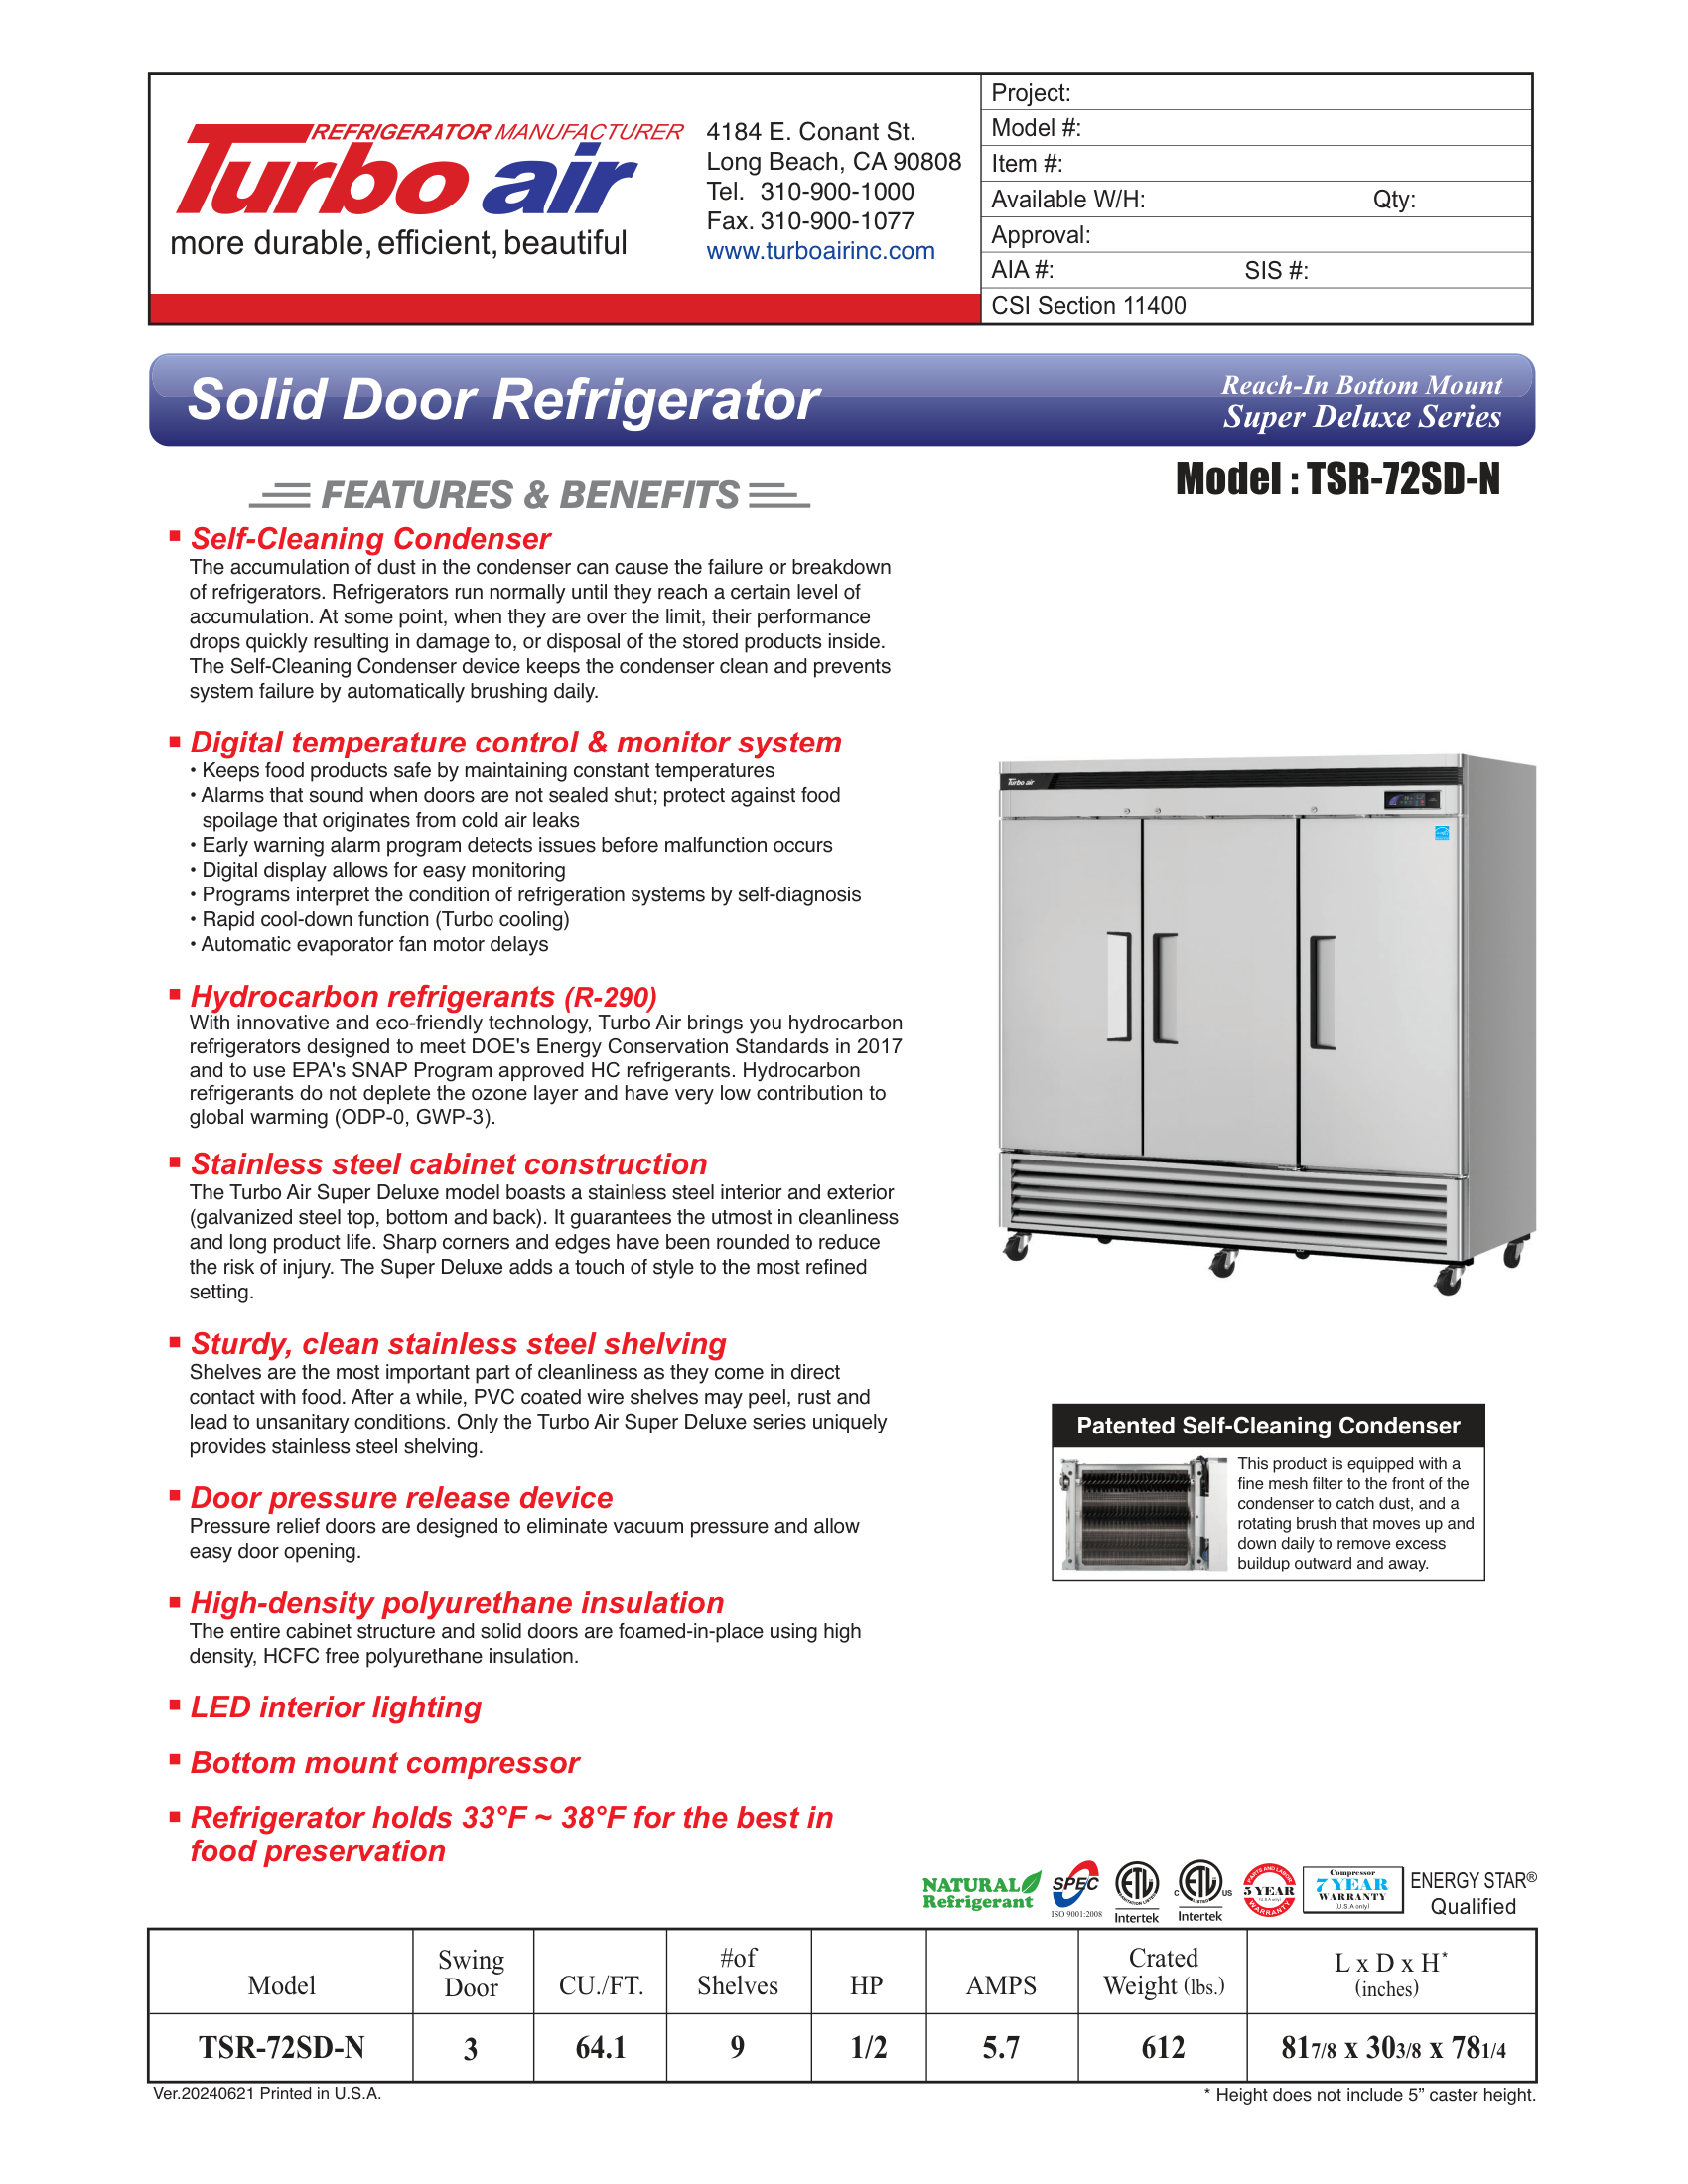 REFRIGERATOR MANUFACTURER
Turbo air
more durable, efficient, beautiful
4184 E. Conant St.
Long Beach, CA 90808
Tel. 310-900-1000
Fax. 310-900-1077
www.turboairinc.com
Project:
Model #:
Item #:
Available W/H: Qty:
Approval:
AIA #: SIS #:
CSI Section 11400
Solid Door Refrigerator
Reach-In Bottom Mount
Super Deluxe Series
Model : TSR-72SD-N
FEATURES & BENEFITS
Self-Cleaning Condenser
The accumulation of dust in the condenser can cause the failure or breakdown
of refrigerators. Refrigerators run normally until they reach a certain level of
accumulation. At some point, when they are over the limit, their performance
drops quickly resulting in damage to, or disposal of the stored products inside.
The Self-Cleaning Condenser device keeps the condenser clean and prevents
system failure by automatically brushing daily.
Digital temperature control & monitor system
• Keeps food products safe by maintaining constant temperatures
• Alarms that sound when doors are not sealed shut; protect against food
spoilage that originates from cold air leaks
• Early warning alarm program detects issues before malfunction occurs
• Digital display allows for easy monitoring
• Programs interpret the condition of refrigeration systems by self-diagnosis
• Rapid cool-down function (Turbo cooling)
• Automatic evaporator fan motor delays
Hydrocarbon refrigerants (R-290)
With innovative and eco-friendly technology, Turbo Air brings you hydrocarbon
refrigerators designed to meet DOE's Energy Conservation Standards in 2017
and to use EPA's SNAP Program approved HC refrigerants. Hydrocarbon
refrigerants do not deplete the ozone layer and have very low contribution to
global warming (ODP-0, GWP-3).
Stainless steel cabinet construction
The Turbo Air Super Deluxe model boasts a stainless steel interior and exterior
(galvanized steel top, bottom and back). It guarantees the utmost in cleanliness
and long product life. Sharp corners and edges have been rounded to reduce
the risk of injury. The Super Deluxe adds a touch of style to the most refined
setting.
Sturdy, clean stainless steel shelving
Shelves are the most important part of cleanliness as they come in direct
contact with food. After a while, PVC coated wire shelves may peel, rust and
lead to unsanitary conditions. Only the Turbo Air Super Deluxe series uniquely
provides stainless steel shelving.
Door pressure release device
Pressure relief doors are designed to eliminate vacuum pressure and allow
easy door opening.
High-density polyurethane insulation
The entire cabinet structure and solid doors are foamed-in-place using high
density, HCFC free polyurethane insulation.
LED interior lighting
Bottom mount compressor
Refrigerator holds 33°F ~ 38°F for the best in
food preservation
Turbo air
Patented Self-Cleaning Condenser
This product is equipped with a
fine mesh filter to the front of the
condenser to catch dust, and a
rotating brush that moves up and
down daily to remove excess
buildup outward and away.
NATURAL
Refrigerant
SPEC
ISO 9001:2008
ETL
Intertek
C ETL US
Intertek
PARTS AND LABOR
5 YEAR
(U.S.A only)
WARRANTY
Compressor
7 YEAR
WARRANTY
(U.S.A only)
ENERGY STAR®
Qualified
Model Swing Door CU./FT. #of Shelves HP AMPS Crated Weight (lbs.) L x D x H* (inches)
TSR-72SD-N 3 64.1 9 1/2 5.7 612 817/8 x 303/8 x 781/4
Ver.20240621 Printed in U.S.A.
* Height does not include 5” caster height.